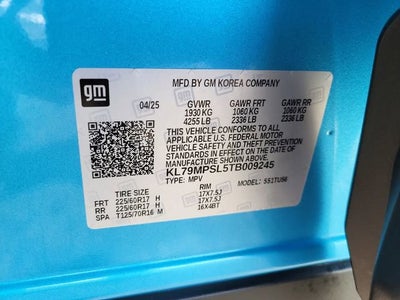 gm
MFD BY GM KOREA COMPANY
04/25 GVWR GAWR FRT GAWR RR
1930 KG 1060 KG 1060 KG
4255 LB 2336 LB 2336 LB
THIS VEHICLE CONFORMS TO ALL
APPLICABLE U.S. FEDERAL MOTOR
VEHICLE SAFETY AND THEFT
PREVENTION STANDARDS IN
EFFECT ON THE DATE OF
MANUFACTURE SHOWN ABOVE.
KL79MPSL5TB009245
TYPE: MPV MODEL: 5S1TU56
TIRE SIZE RIM
FRT 225/60R17 H 17X7.5J
RR 225/60R17 H 17X7.5J
SPA T125/70R16 M 16X4BT